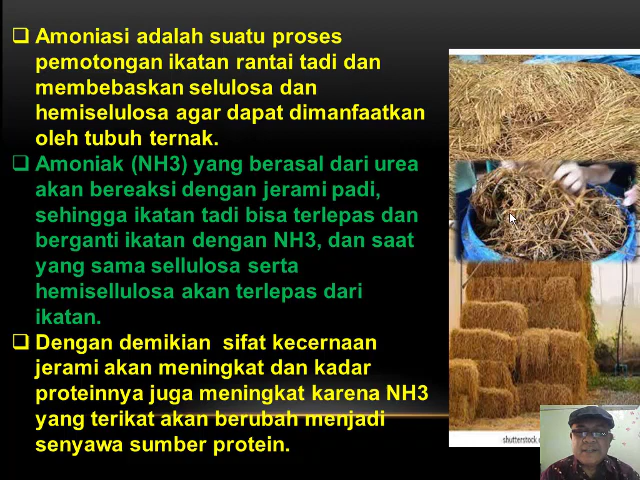 Amoniasi adalah suatu proses
pemotongan ikatan rantai tadi dan
membebaskan selulosa dan
hemiselulosa agar dapat dimanfaatkan
oleh tubuh ternak.
Amoniak (NH3) yang berasal dari urea
akan bereaksi dengan jerami padi,
sehingga ikatan tadi bisa terlepas dan
berganti ikatan dengan NH3, dan saat
yang sama sellulosa serta
hemisellulosa akan terlepas dari
ikatan.
Dengan demikian  sifat kecernaan
jerami akan meningkat dan kadar
proteinnya juga meningkat karena NH3
yang terikat akan berubah menjadi
senyawa sumber protein.
shutterstock